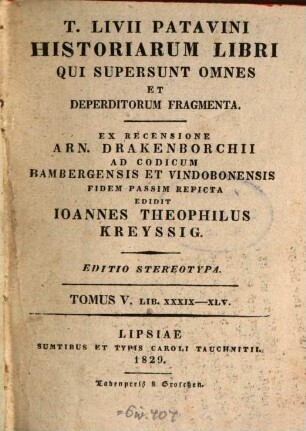 T. LIVII PATAVINI
HISTORIARUM LIBRI
QUI SUPERSUNT OMNES
ET
DEPERDITORUM FRAGMENTA.
EX RECENSIONE
ARN. DRAKENBORCHII
AD CODICUM
BAMBERGENSIS ET VINDOBONENSIS
FIDEM PASSIM REFICTA
EDIDIT
IOANNES THEOPHILUS
KREYSSIG.
EDITIO STEREOTYPA.
TOMUS V. LIB. XXXIX—XLV.
LIPSIAE
SUMTIBUS ET TYPIS CAROLI TAUCHNITII.
1829.
Ladenpreiß 8 Groschen.